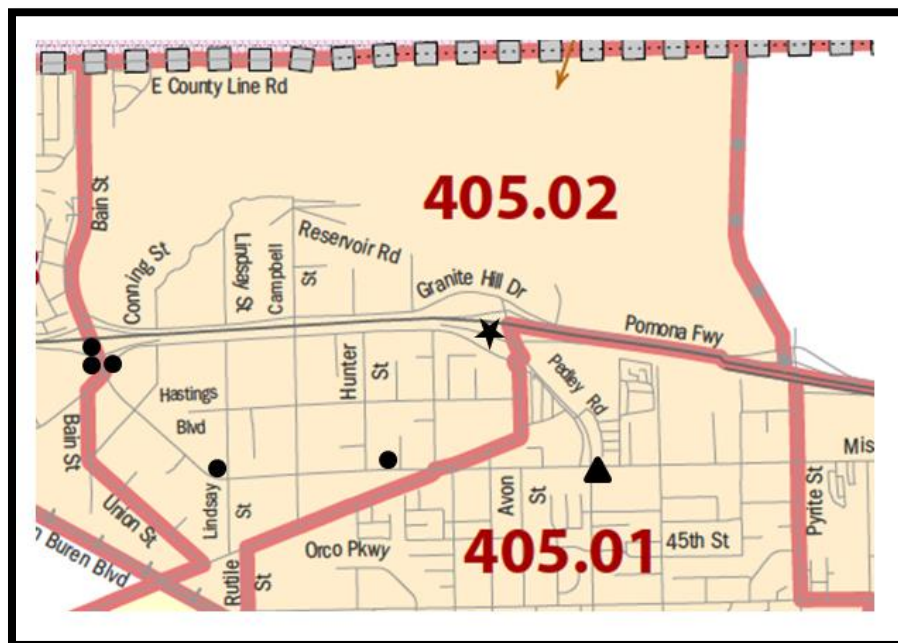 E County Line Rd
Bain St
405.02
Conning St
Lindsay St
Campbell
St
Reservoir Rd
Granite Hill Dr
Pomona Fwy
Hunter
St
Pedley Rd
Hastings
Blvd
Bain St
Mis
Lindsay
St
Avon
St
Pyrite St
Union St
n Buren Blvd
Orco Pkwy
405.01
45th St
Rutile
St